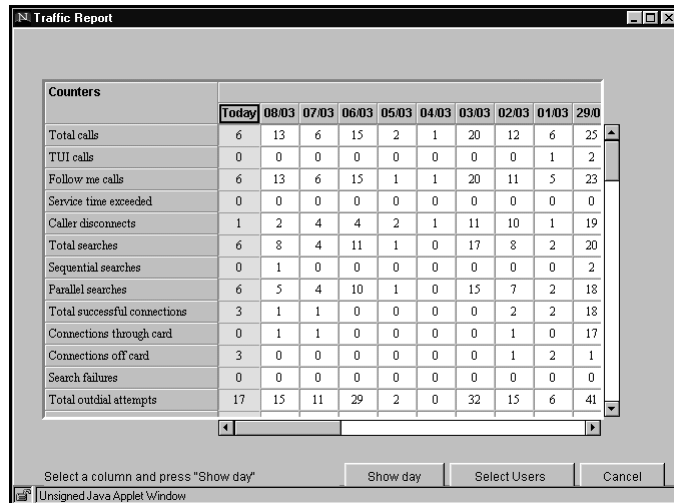 Traffic Report
Counters
Today 08/03 07/03 06/03 05/03 04/03 03/03 02/03 01/03 29/0
Total calls 6 13 6 15 2 1 20 12 6 25
TUI calls 0 0 0 0 0 0 0 0 1 2
Follow me calls 6 13 6 15 1 1 20 11 5 23
Service time exceeded 0 0 0 0 0 0 0 0 0 0
Caller disconnects 1 2 4 4 2 1 11 10 1 19
Total searches 6 8 4 11 1 0 17 8 2 20
Sequential searches 0 1 0 0 0 0 0 0 0 2
Parallel searches 6 5 4 10 1 0 15 7 2 18
Total successful connections 3 1 1 0 0 0 0 2 2 18
Connections through card 0 1 1 0 0 0 0 1 0 17
Connections off card 3 0 0 0 0 0 0 1 2 1
Search failures 0 0 0 0 0 0 0 0 0 0
Total outdial attempts 17 15 11 29 2 0 32 15 6 41
Select a column and press "Show day" Show day Select Users Cancel
Unsigned Java Applet Window